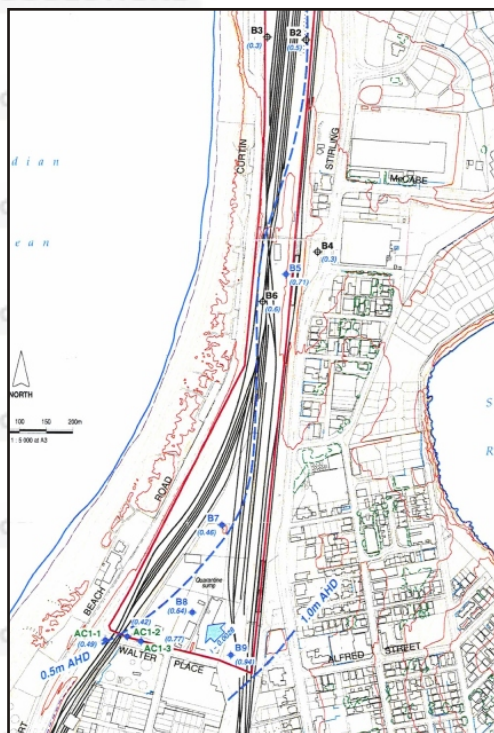 B3
(0.3)
B2
(0.5)
CURTIN
STIRLING
McCABE
dian
ean
B4
(0.3)
B5
(0.71)
B6
(0.6)
NORTH
100 150 200m
1 : 5 000 at A3
S
R
ROAD
B7
(0.46)
Quarantine
sump
BEACH
B8
(0.64)
1.0m AHD
(0.42)
AC1-1
AC1-2
(0.49)
(0.77)
AC1-3
B9
(0.94)
0.5m AHD
WALTER
PLACE
ALFRED
STREET
RT